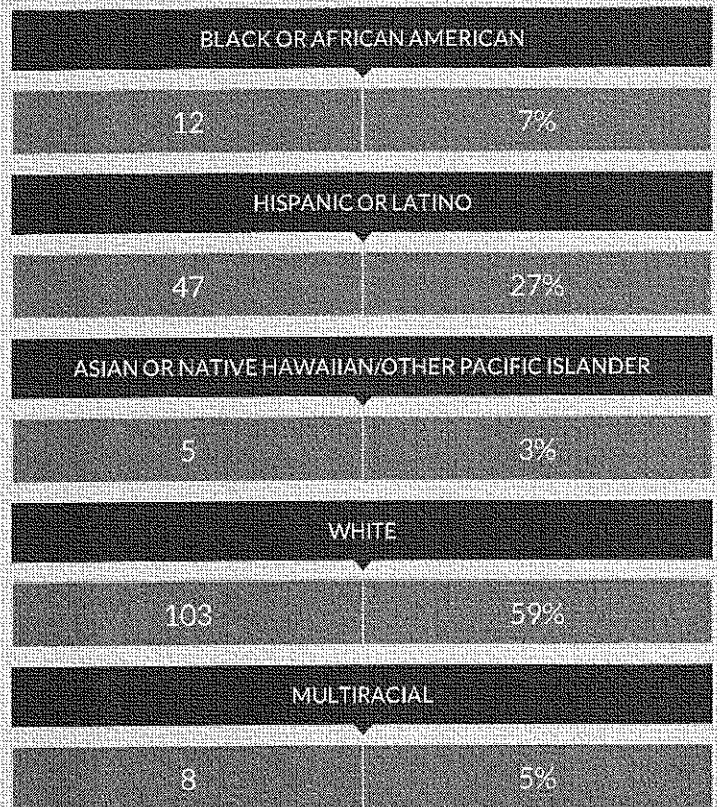 BLACK OR AFRICAN AMERICAN
12 7%
HISPANIC OR LATINO
47 27%
ASIAN OR NATIVE HAWAIIAN/OTHER PACIFIC ISLANDER
5 3%
WHITE
103 59%
MULTIRACIAL
8 5%